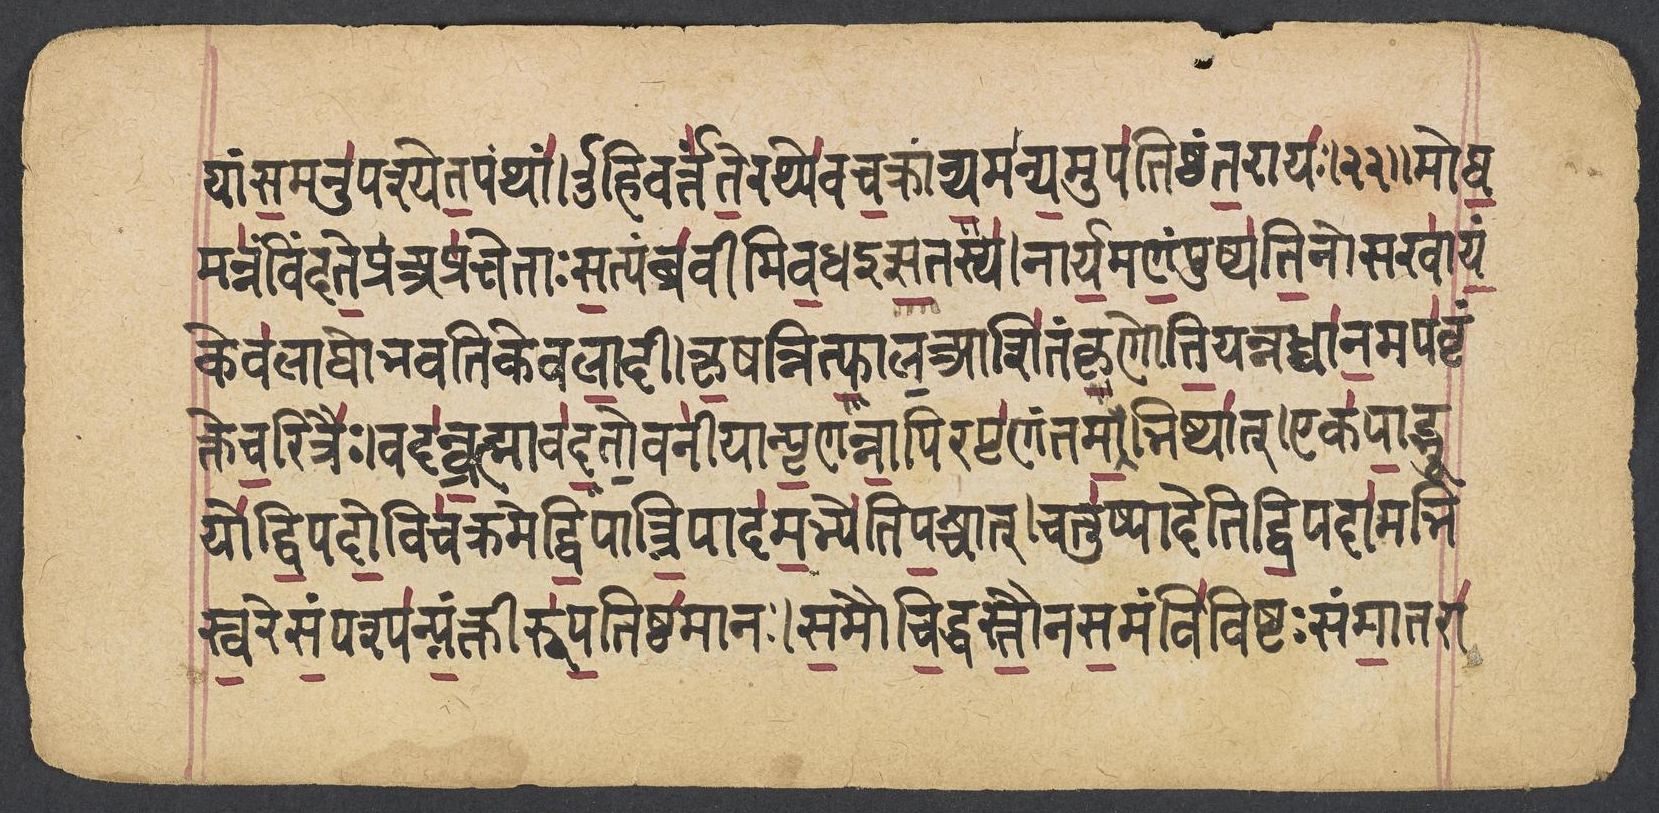 यांसमनुपश्येतपंथां।ओहिवर्त्तंतेरथ्येवचक्रान्यमन्यमुपतिष्ठंतरायः।२२॥मोघ
मन्नंविंदतेअप्रचेताःसत्यंब्रवीमिवधइत्सतस्य।नार्यमणंपुष्यतिनोसखायं
केवलाघोभवतिकेवलादी।कृषन्नित्फालआशितंकृणोतियन्नध्वानमपवृं
क्तेचरित्रैः।वदन्ब्रह्मावदतोवनीयान्पृणन्नापिरपृणंतमभिष्यात्।एकपाद्भू
योद्विपदोविचक्रमेद्विपात्त्रिपादमभ्येतिपश्चात्।चतुष्पादेतिद्विपदामभि
स्वरेसंपश्यन्पंक्तीरुपतिष्ठमानः।समौचिद्धस्तौनसमंविविष्टःसंमातरा